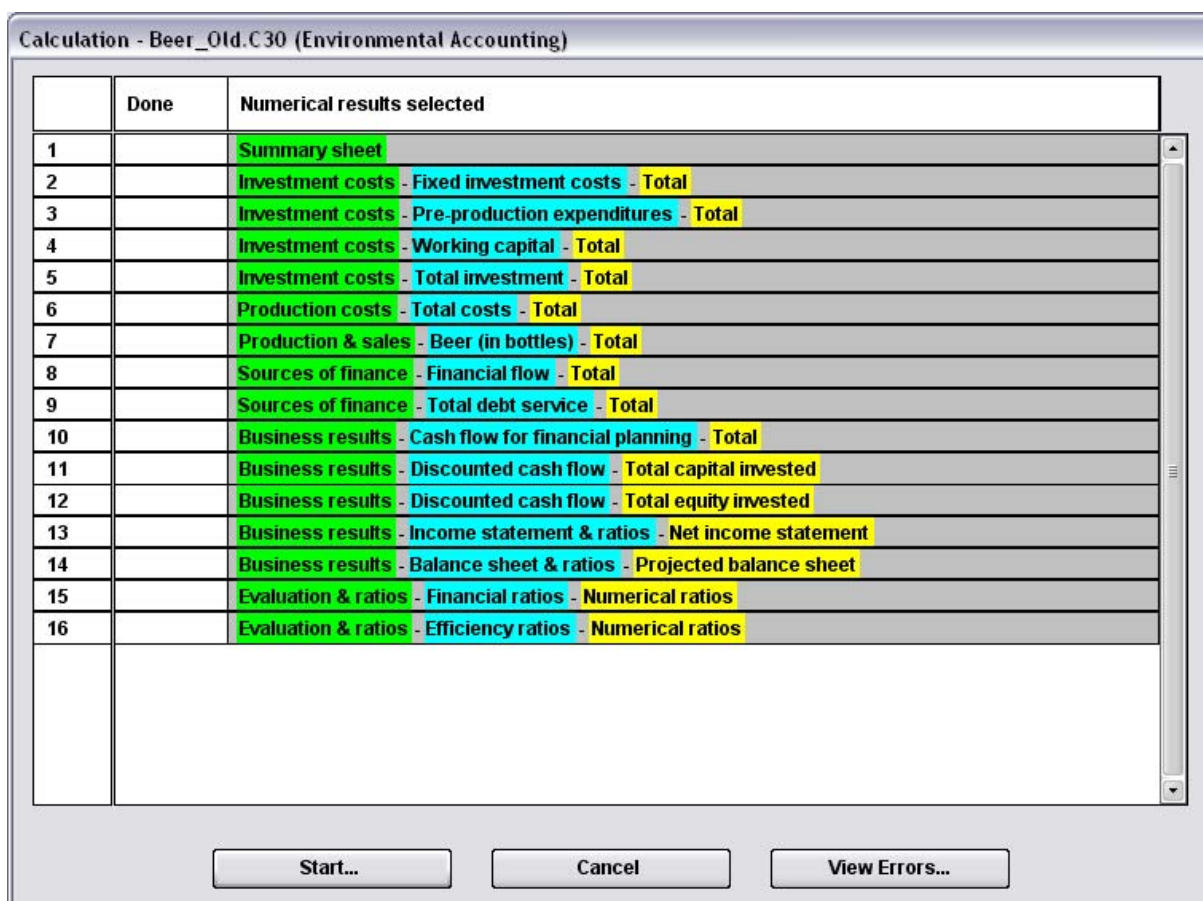 Calculation - Beer_Old.C30 (Environmental Accounting)
Done Numerical results selected
1 Summary sheet
2 Investment costs - Fixed investment costs - Total
3 Investment costs - Pre-production expenditures - Total
4 Investment costs - Working capital - Total
5 Investment costs - Total investment - Total
6 Production costs - Total costs - Total
7 Production & sales - Beer (in bottles) - Total
8 Sources of finance - Financial flow - Total
9 Sources of finance - Total debt service - Total
10 Business results - Cash flow for financial planning - Total
11 Business results - Discounted cash flow - Total capital invested
12 Business results - Discounted cash flow - Total equity invested
13 Business results - Income statement & ratios - Net income statement
14 Business results - Balance sheet & ratios - Projected balance sheet
15 Evaluation & ratios - Financial ratios - Numerical ratios
16 Evaluation & ratios - Efficiency ratios - Numerical ratios
Start... Cancel View Errors...